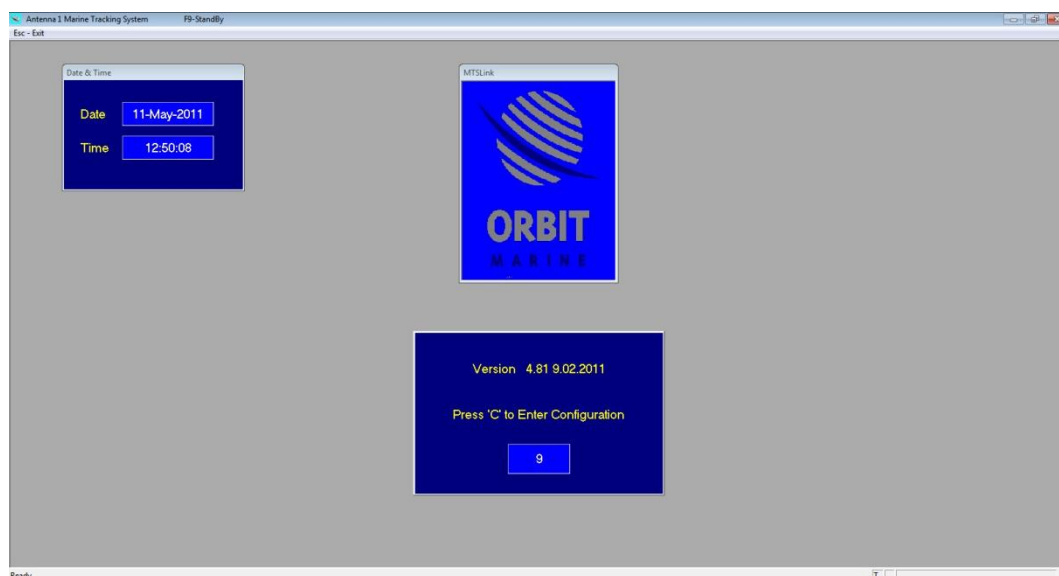 Antenna 1 Marine Tracking System F9-StandBy
Esc - Exit
Date & Time
Date 11-May-2011
Time 12:50:08
MTSLink
ORBIT
MARINE
Version 4.81 9.02.2011
Press 'C' to Enter Configuration
9
Ready
T